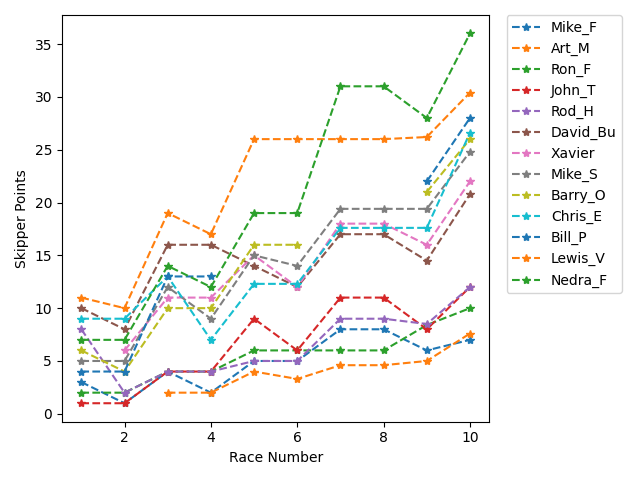 35
30
25
20
15
10
5
0
Skipper Points
2
4
6
8
10
Race Number
Mike_F
Art_M
Ron_F
John_T
Rod_H
David_Bu
Xavier
Mike_S
Barry_O
Chris_E
Bill_P
Lewis_V
Nedra_F